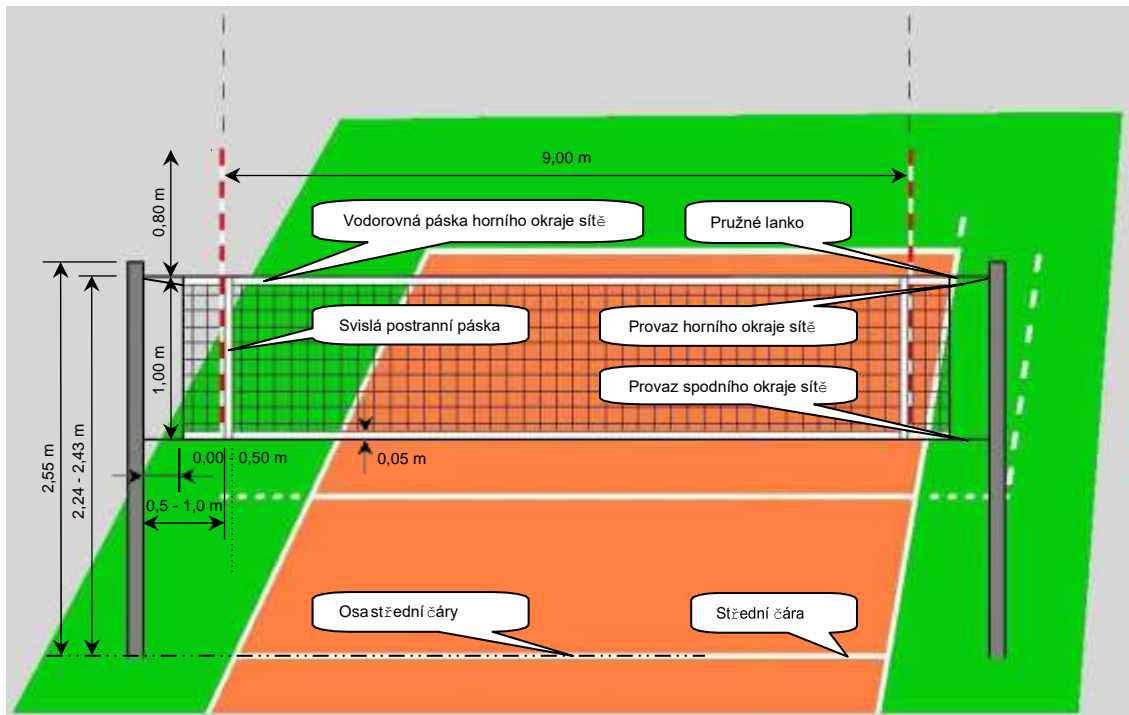 9,00 m
0,80 m
Vodorovná páska horního okraje sítě
Pružné lanko
Svislá postranní páska
Provaz horního okraje sítě
1,00 m
Provaz spodního okraje sítě
2,55 m
2,24 - 2,43 m
0,00 - 0,50 m
0,05 m
0,5 - 1,0 m
Osa střední čáry
Střední čára